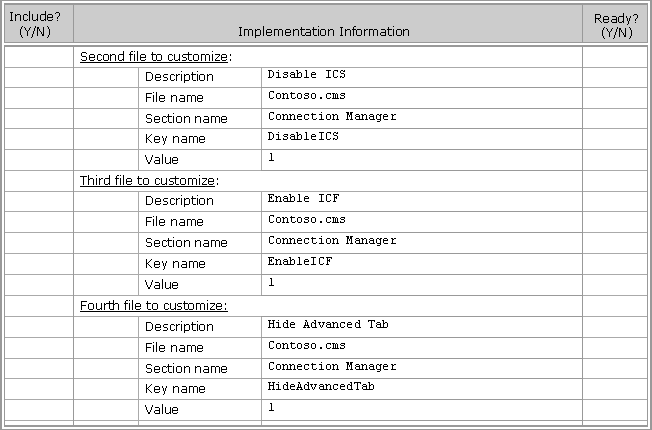 Include?
(Y/N)
Implementation Information
Ready?
(Y/N)
Second file to customize:
Description Disable ICS
File name Contoso.cms
Section name Connection Manager
Key name DisableICS
Value 1
Third file to customize:
Description Enable ICF
File name Contoso.cms
Section name Connection Manager
Key name EnableICF
Value 1
Fourth file to customize:
Description Hide Advanced Tab
File name Contoso.cms
Section name Connection Manager
Key name HideAdvancedTab
Value 1